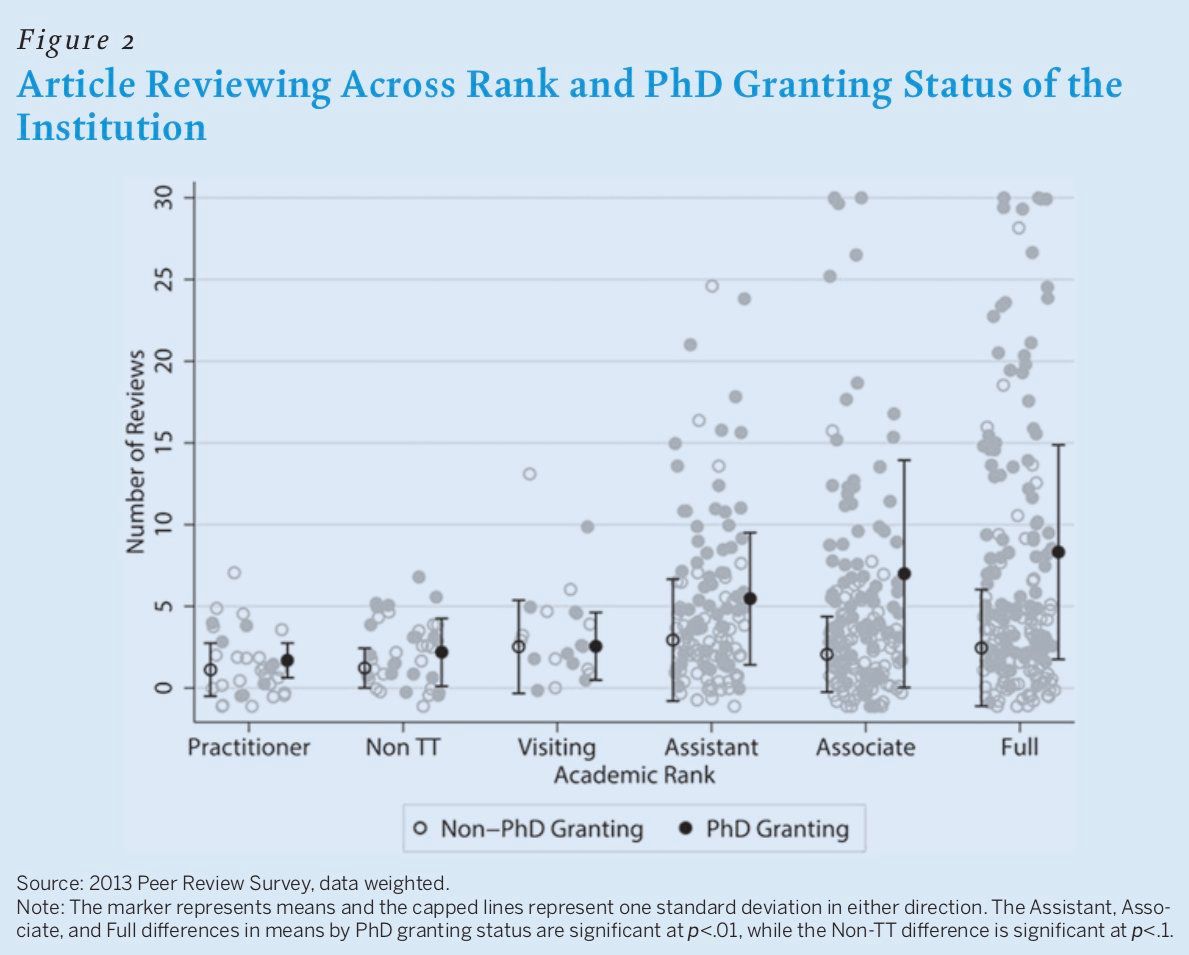 Figure 2
Article Reviewing Across Rank and PhD Granting Status of the
Institution
30
25
20
15
10
5
0
Number of Reviews
Practitioner
Non TT
Visiting
Assistant
Associate
Full
Academic Rank
Non–PhD Granting
PhD Granting
Source: 2013 Peer Review Survey, data weighted.
Note: The marker represents means and the capped lines represent one standard deviation in either direction. The Assistant, Asso-
ciate, and Full differences in means by PhD granting status are significant at p<.01, while the Non-TT difference is significant at p<.1.